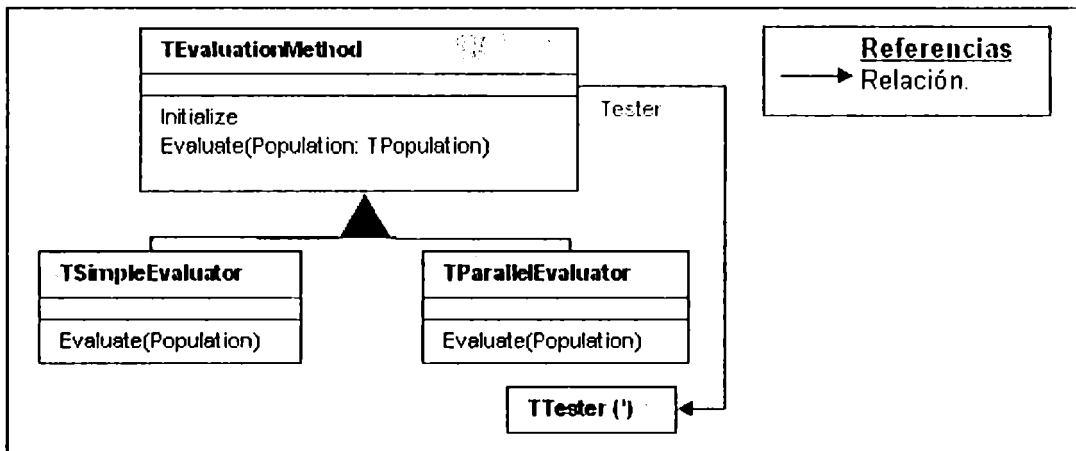 TEvaluationMethod
Initialize
Evaluate(Population: TPopulation)
Tester
Referencias
Relación.
TSimpleEvaluator
Evaluate(Population)
TParallelEvaluator
Evaluate(Population)
TTester (')